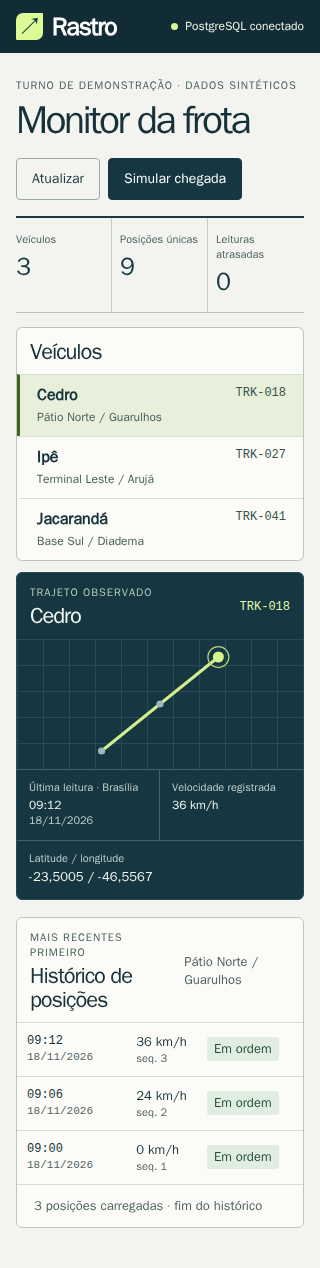 Rastro
PostgreSQL conectado
TURNO DE DEMONSTRAÇÃO · DADOS SINTÉTICOS
Monitor da frota
Atualizar
Simular chegada
Veículos
3
Posições únicas
9
Leituras
atrasadas
0
Veículos
Cedro
TRK-018
Pátio Norte / Guarulhos
Ipê
TRK-027
Terminal Leste / Arujá
Jacarandá
TRK-041
Base Sul / Diadema
TRAJETO OBSERVADO
Cedro
TRK-018
Última leitura · Brasília
09:12
18/11/2026
Velocidade registrada
36 km/h
Latitude / longitude
-23,5005 / -46,5567
MAIS RECENTES
PRIMEIRO
Histórico de
posições
Pátio Norte /
Guarulhos
09:12
18/11/2026
36 km/h
seq. 3
Em ordem
09:06
18/11/2026
24 km/h
seq. 2
Em ordem
09:00
18/11/2026
0 km/h
seq. 1
Em ordem
3 posições carregadas · fim do histórico